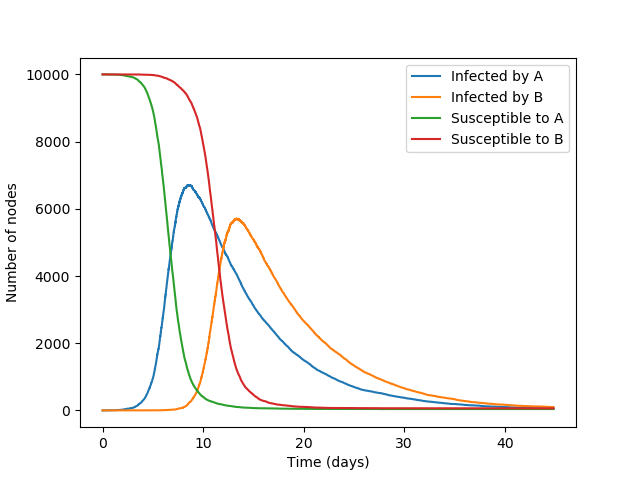 Infected by A
Infected by B
Susceptible to A
Susceptible to B
10000
8000
6000
4000
2000
0
Number of nodes
0 10 20 30 40
Time (days)